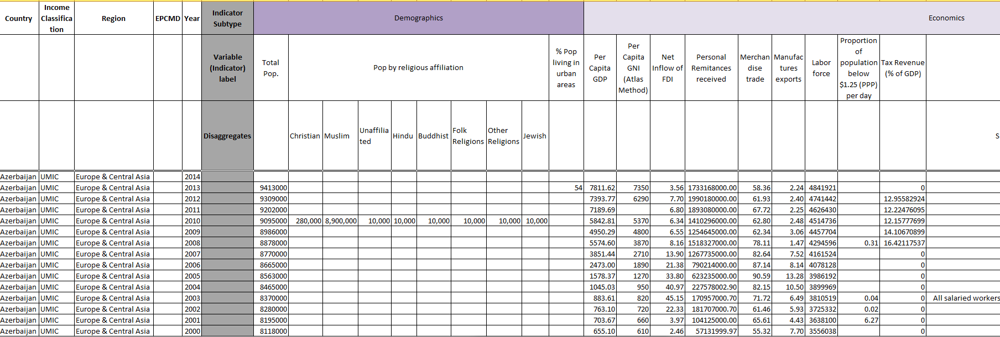 Country Income Classifica tion Region EPCMD Year Indicator Subtype Demographics Economics
Variable (Indicator) label Total Pop. Pop by religious affiliation % Pop living in urban areas Per Capita GDP Per Capita GNI (Atlas Method) Net Inflow of FDI Personal Remitances received Merchan dise trade Manufac tures exports Labor force Proportion of population below $1.25 (PPP) per day Tax Revenue (% of GDP)
Disaggregates Christian Muslim Unaffilia ted Hindu Buddhist Folk Religions Other Religions Jewish S
Azerbaijan UMIC Europe & Central Asia 2014
Azerbaijan UMIC Europe & Central Asia 2013 9413000 54 7811.62 7350 3.56 1733168000.00 58.36 2.24 4841921 0
Azerbaijan UMIC Europe & Central Asia 2012 9309000 7393.77 6290 7.70 1990180000.00 61.93 2.40 4741442 12.95582924
Azerbaijan UMIC Europe & Central Asia 2011 9202000 7189.69 6.80 1893080000.00 67.72 2.25 4626430 12.22476095
Azerbaijan UMIC Europe & Central Asia 2010 9095000 280,000 8,900,000 10,000 10,000 10,000 10,000 10,000 10,000 5842.81 5370 6.34 1410296000.00 62.80 2.48 4514736 12.15777699
Azerbaijan UMIC Europe & Central Asia 2009 8986000 4950.29 4800 6.55 1254645000.00 62.34 3.06 4457704 14.10670899
Azerbaijan UMIC Europe & Central Asia 2008 8878000 5574.60 3870 8.16 1518327000.00 78.11 1.47 4294596 0.31 16.42117537
Azerbaijan UMIC Europe & Central Asia 2007 8770000 3851.44 2710 13.90 1267735000.00 82.64 7.52 4161524 0
Azerbaijan UMIC Europe & Central Asia 2006 8665000 2473.00 1890 21.38 790214000.00 87.14 8.14 4078128 0
Azerbaijan UMIC Europe & Central Asia 2005 8563000 1578.37 1270 33.80 623235000.00 90.59 13.28 3986192 0
Azerbaijan UMIC Europe & Central Asia 2004 8465000 1045.03 950 40.97 227578002.90 82.15 10.50 3899969 0
Azerbaijan UMIC Europe & Central Asia 2003 8370000 883.61 820 45.15 170957000.70 71.72 6.49 3810519 0.04 0 All salaried workers
Azerbaijan UMIC Europe & Central Asia 2002 8280000 763.10 720 22.33 181707000.70 61.46 5.93 3725332 0.02 0
Azerbaijan UMIC Europe & Central Asia 2001 8195000 703.67 660 3.97 104125000.00 65.61 4.43 3638100 6.27 0
Azerbaijan UMIC Europe & Central Asia 2000 8118000 655.10 610 2.46 57131999.97 55.32 7.70 3556038 0